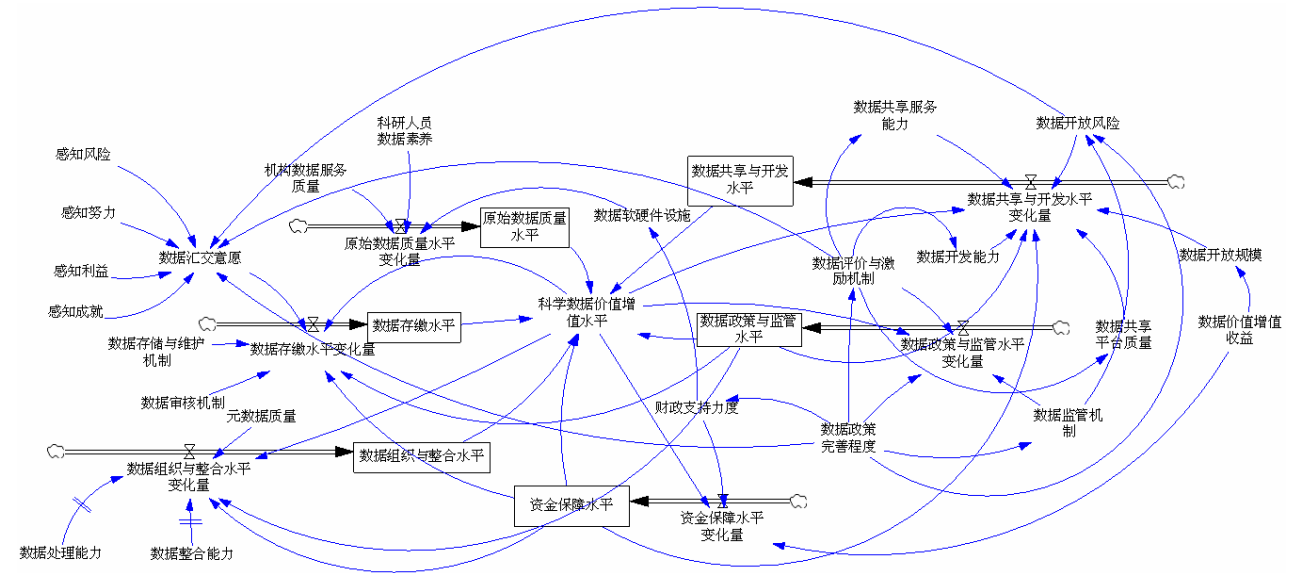 数据共享服务
能力
数据开放风险
科研人员
数据素养
感知风险
机构数据服务
质量
数据共享与开发
水平
数据共享与开发水平
变化量
感知努力
原始数据质量
水平
数据软硬件设施
原始数据质量水平
变化量
数据汇交意愿
数据开发能力
数据开放规模
感知利益
数据评价与激
励机制
感知成就
科学数据价值增
值水平
数据存缴水平
数据政策与监管
水平
数据共享
平台质量
数据价值增值
收益
数据存储与维护
机制
数据存缴水平变化量
数据政策与监管水平
变化量
数据审核机制
元数据质量
财政支持力度
数据政策
完善程度
数据监管机
制
数据组织与整合水平
数据组织与整合水平
变化量
资金保障水平
资金保障水平
变化量
数据处理能力
数据整合能力